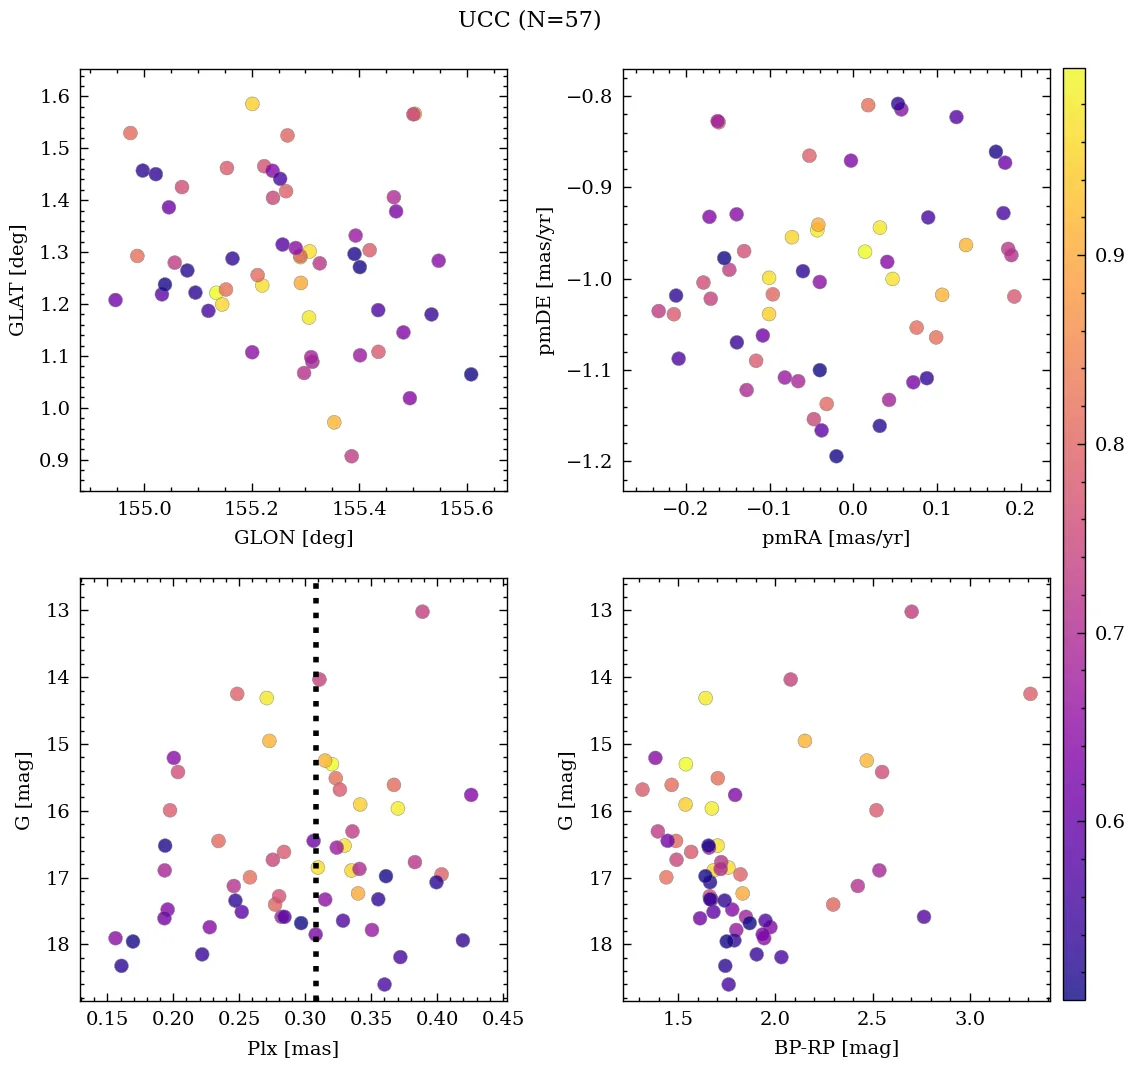 UCC (N=57)
1.6
1.5
1.4
1.3
1.2
1.1
1.0
0.9
GLAT [deg]
155.0 155.2 155.4 155.6
GLON [deg]
−0.8
−0.9
−1.0
−1.1
−1.2
pmDE [mas/yr]
−0.2 −0.1 0.0 0.1 0.2
pmRA [mas/yr]
0.9
0.8
0.7
0.6
13
14
15
16
17
18
G [mag]
0.15 0.20 0.25 0.30 0.35 0.40 0.45
Plx [mas]
13
14
15
16
17
18
G [mag]
1.5 2.0 2.5 3.0
BP-RP [mag]